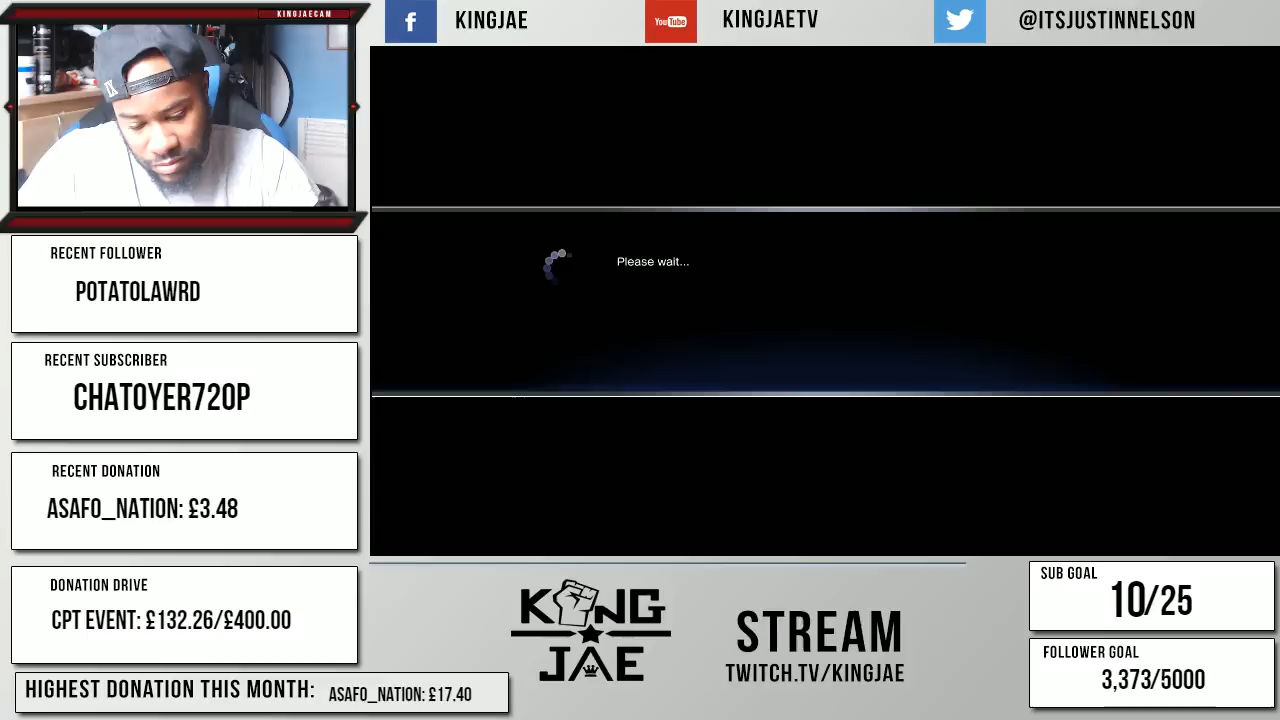 KINGJAECAM
KINGJAE
YouTube
KINGJAETV
@ITSJUSTINNELSON
RECENT FOLLOWER
POTATOLAWRD
RECENT SUBSCRIBER
CHATOYER720P
RECENT DONATION
ASAFO_NATION: £3.48
DONATION DRIVE
CPT EVENT: £132.26/£400.00
HIGHEST DONATION THIS MONTH: ASAFO_NATION: £17.40
Please wait...
KING
JAE
STREAM
TWITCH.TV/KINGJAE
SUB GOAL
10/25
FOLLOWER GOAL
3,373/5000